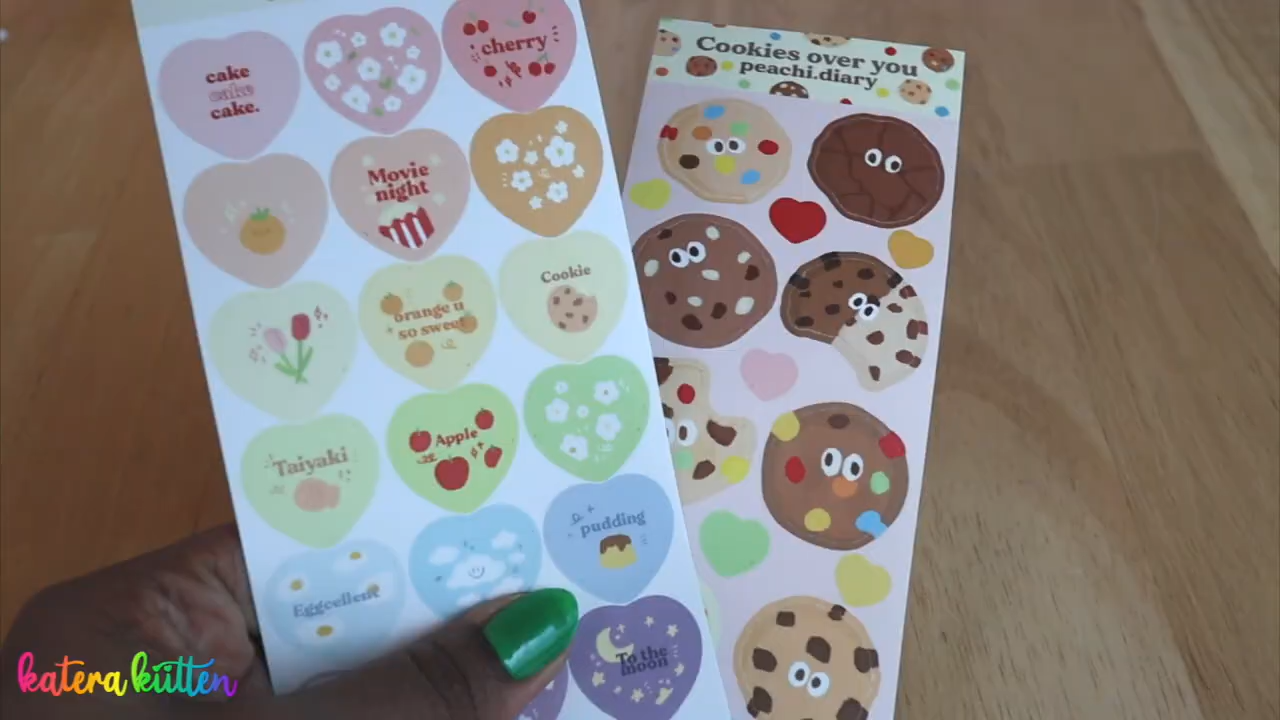 cake
cake
cake.
cherry
Movie
night
Cookie
orange u
so sweet
Taiyaki
Apple
pudding
Eggcellent
To the
moon
Cookies over you
peachi.diary
katera kutten